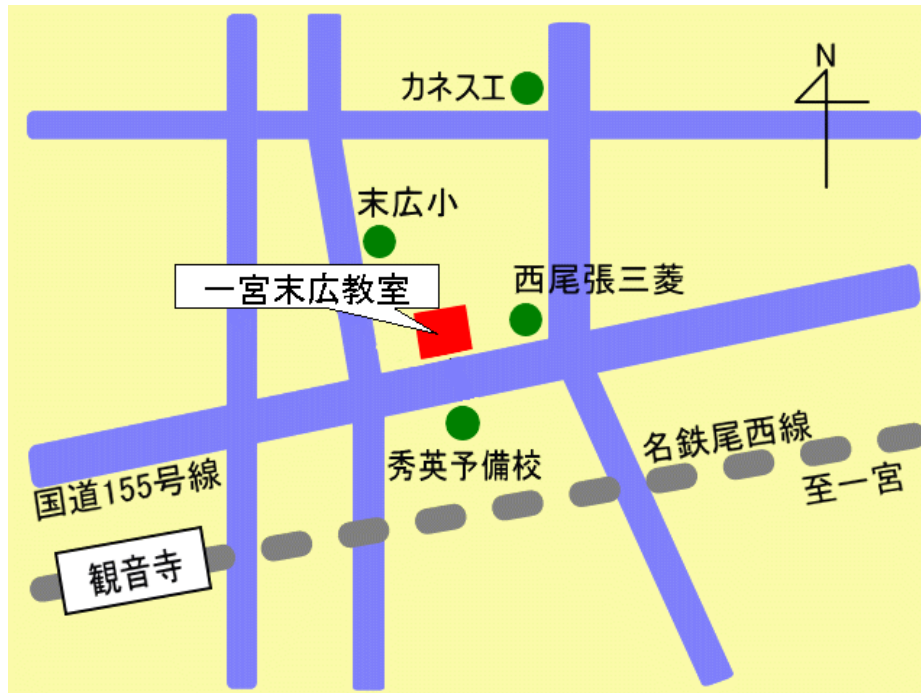 N
カネスエ
末広小
一宮末広教室
西尾張三菱
名鉄尾西線
秀英予備校
国道155号線
至一宮
観音寺